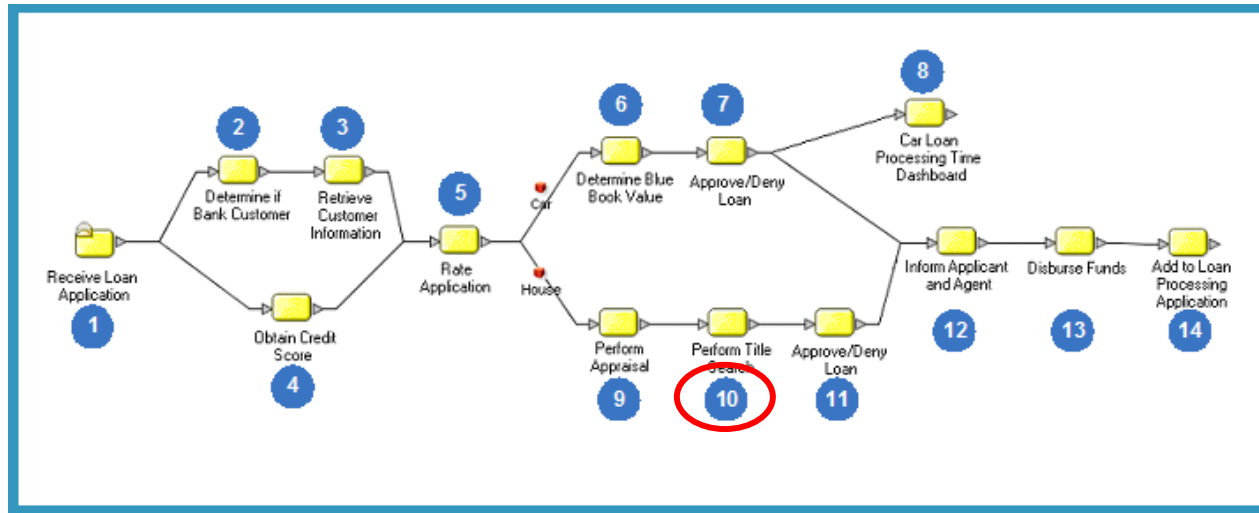 8
6
7
2
3
Car Loan
Processing Time
Dashboard
Determine Blue
Book Value
Approve/Deny
Loan
Determine if
Bank Customer
Retrieve
Customer
Information
5
Car
Receive Loan
Application
1
Rate
Application
House
Inform Applicant
and Agent
Disburse Funds
Add to Loan
Processing
Application
12
13
14
Obtain Credit
Score
4
Perform
Appraisal
Perform Title
Search
Approve/Deny
Loan
9
10
11